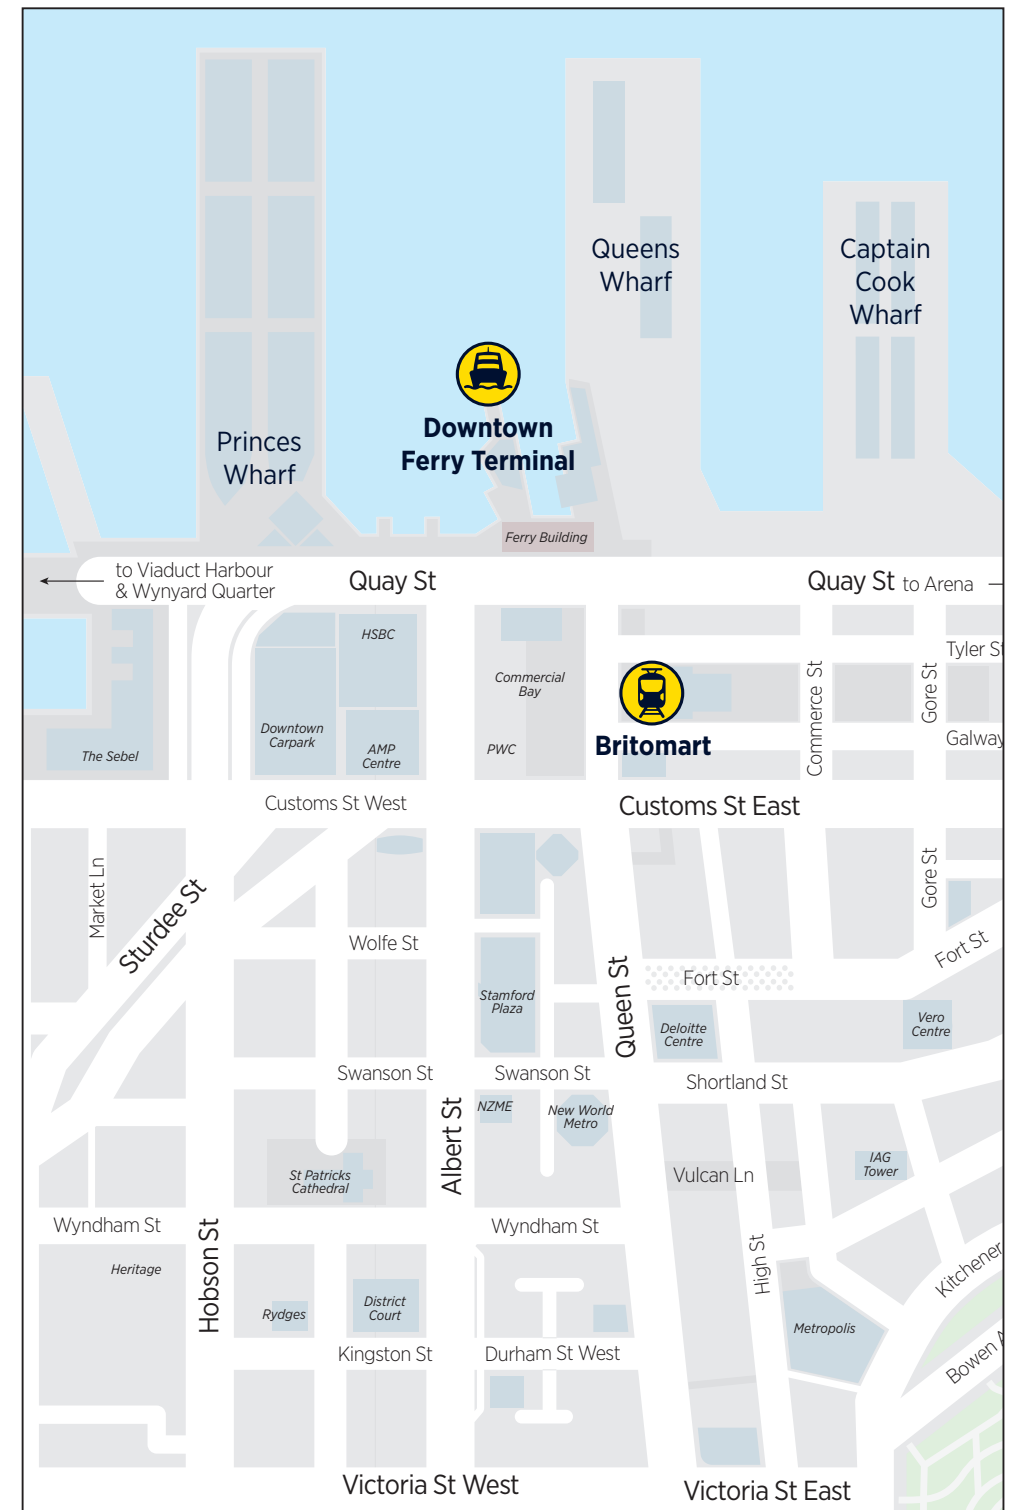 Queens
Wharf
Captain
Cook
Wharf
Downtown
Ferry Terminal
Princes
Wharf
Ferry Building
to Viaduct Harbour
& Wynyard Quarter
Quay St
Quay St to Arena
HSBC
Commercial
Bay
Tyler St
Commerce St
Gore St
Downtown
Carpark
AMP
Centre
PWC
Britomart
Galway
The Sebel
Customs St West
Customs St East
Market Ln
Sturdee St
Gore St
Wolfe St
Fort St
Fort St
Queen St
Stamford
Plaza
Deloitte
Centre
Vero
Centre
Swanson St
Swanson St
Shortland St
Albert St
NZME
New World
Metro
IAG
Tower
St Patricks
Cathedral
Vulcan Ln
Wyndham St
Wyndham St
Hobson St
High St
Kitchener
Heritage
Rydges
District
Court
Metropolis
Kingston St
Durham St West
Bowen A
Victoria St West
Victoria St East